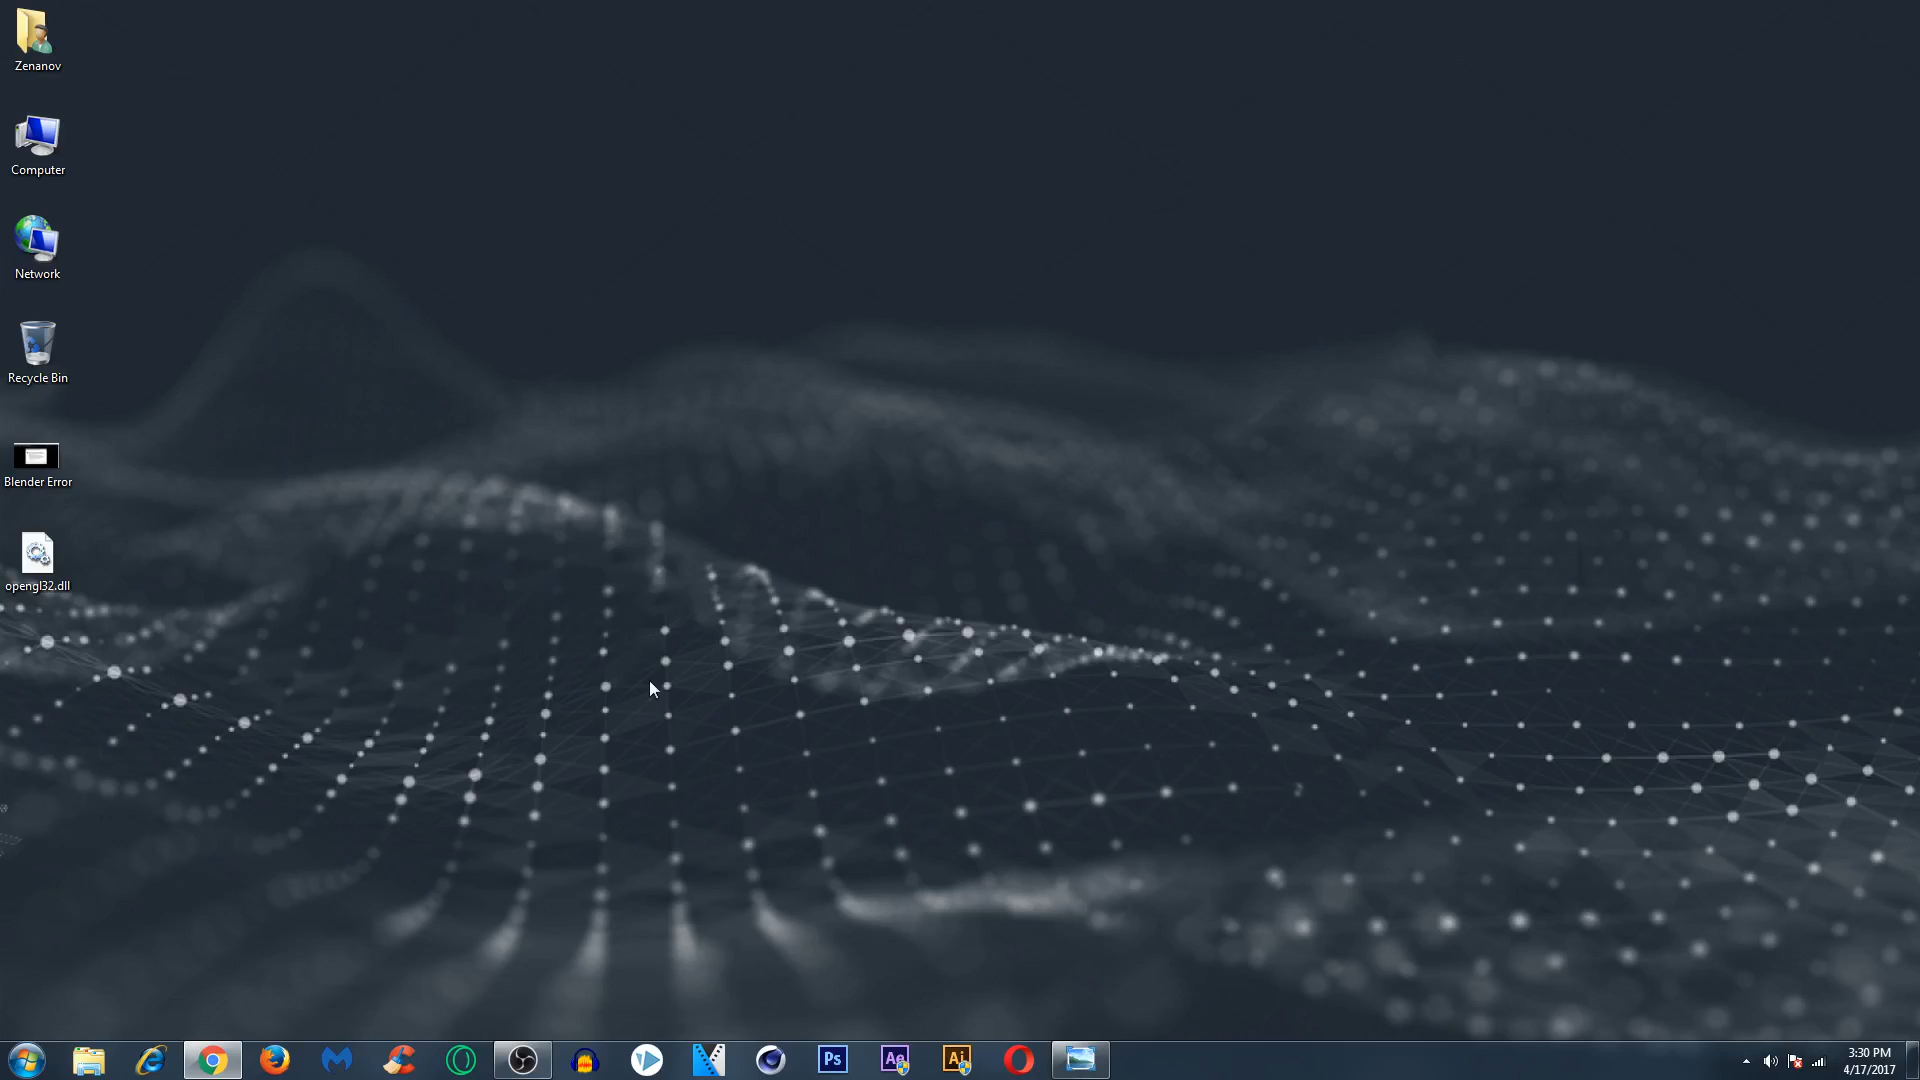 Zenanov
Computer
Network
Recycle Bin
Blender Error
opengl32.dll
Ps
Ae
Ai
3:30 PM
4/17/2017